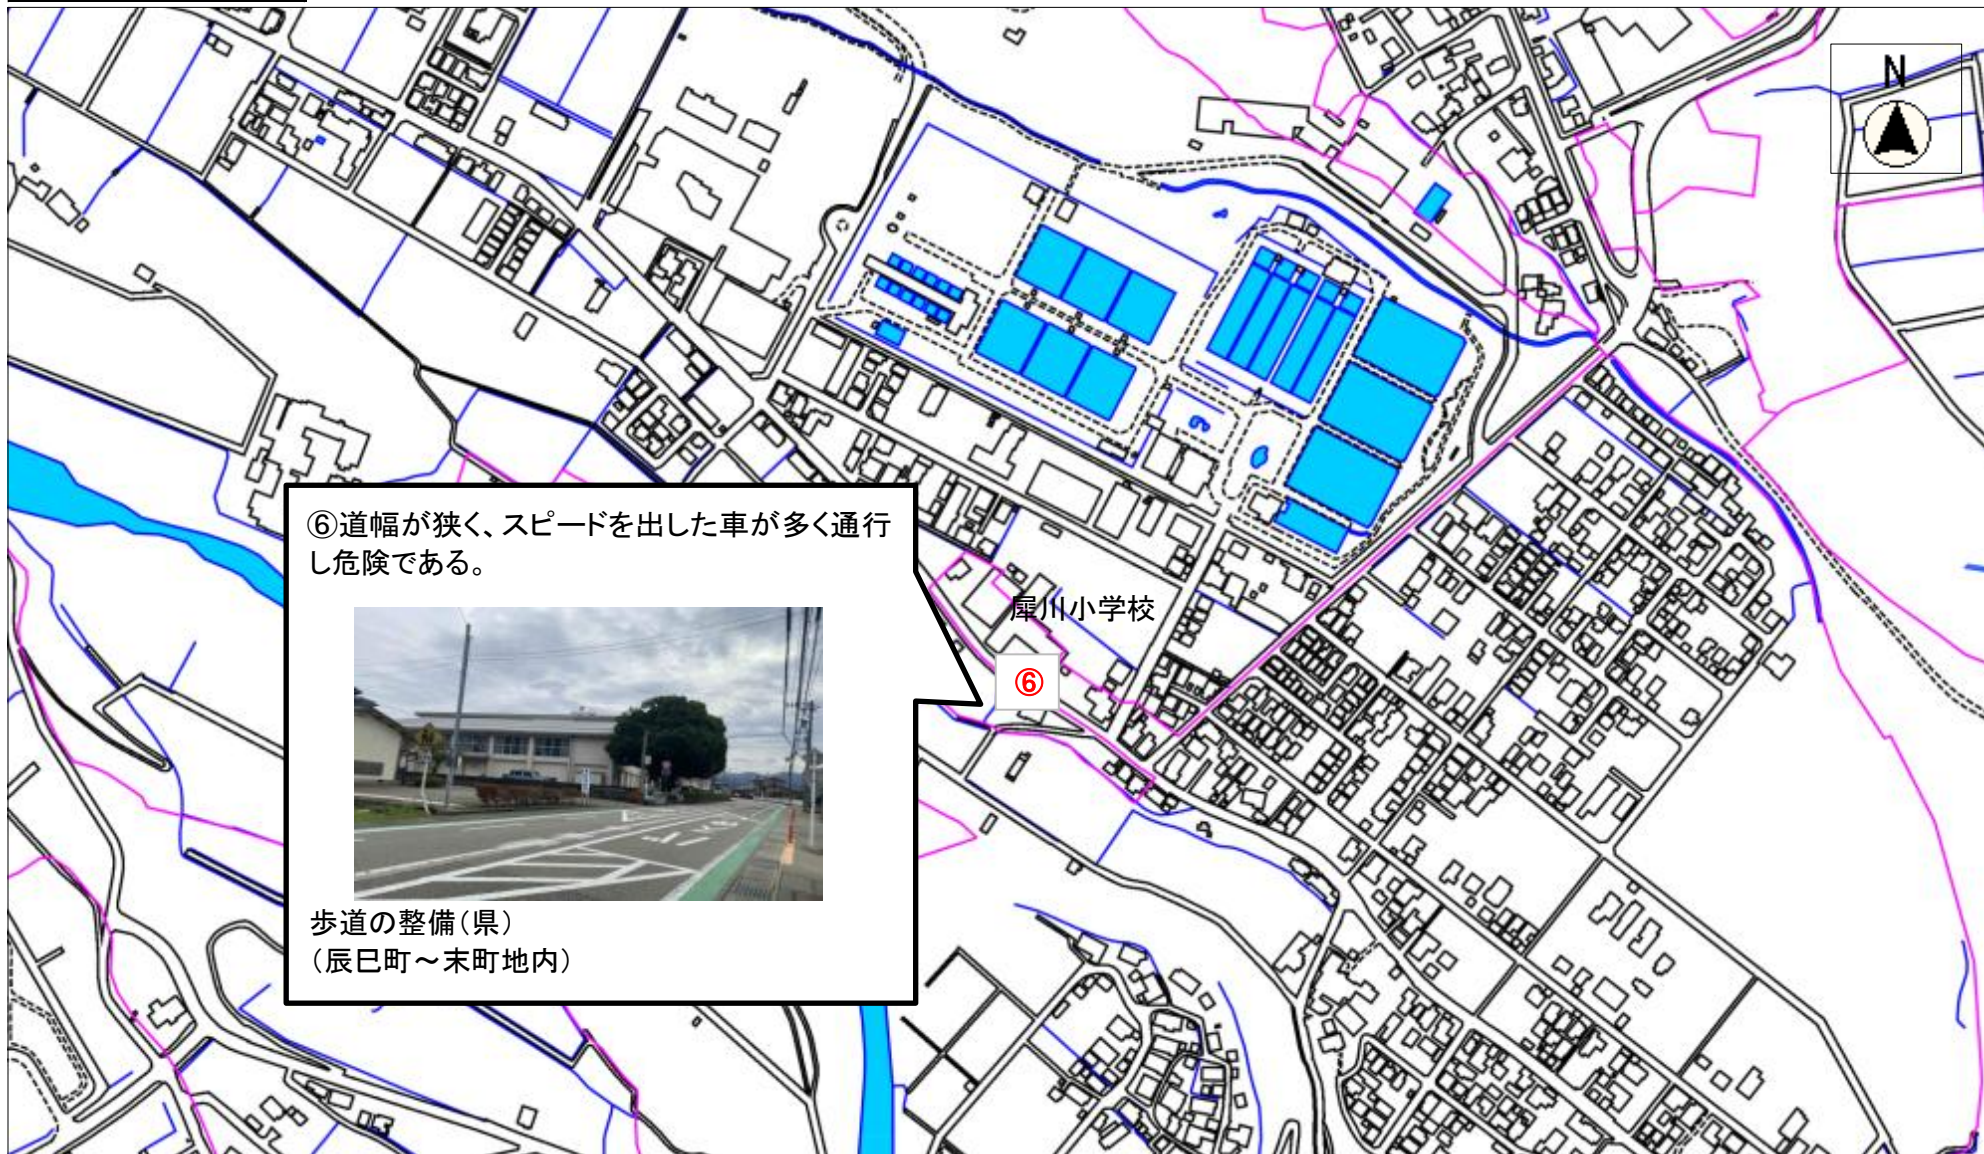 N
⑥道幅が狭く、スピードを出した車が多く通行
し危険である。
犀川小学校
⑥
歩道の整備（県）
（辰巳町～末町地内）